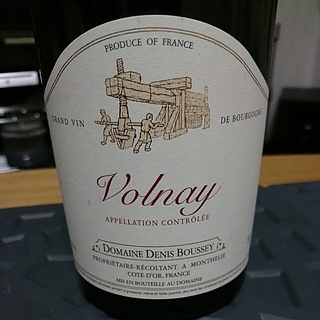 PRODUCE OF FRANCE
GRAND VIN
DE BOURGOGNE
Volnay
APPELLATION CONTRÔLÉE
DOMAINE DENIS BOUSSEY
PROPRIÉTAIRE-RÉCOLTANT A MONTHELIE
COTE-D'OR, FRANCE
MIS EN BOUTEILLE AU DOMAINE